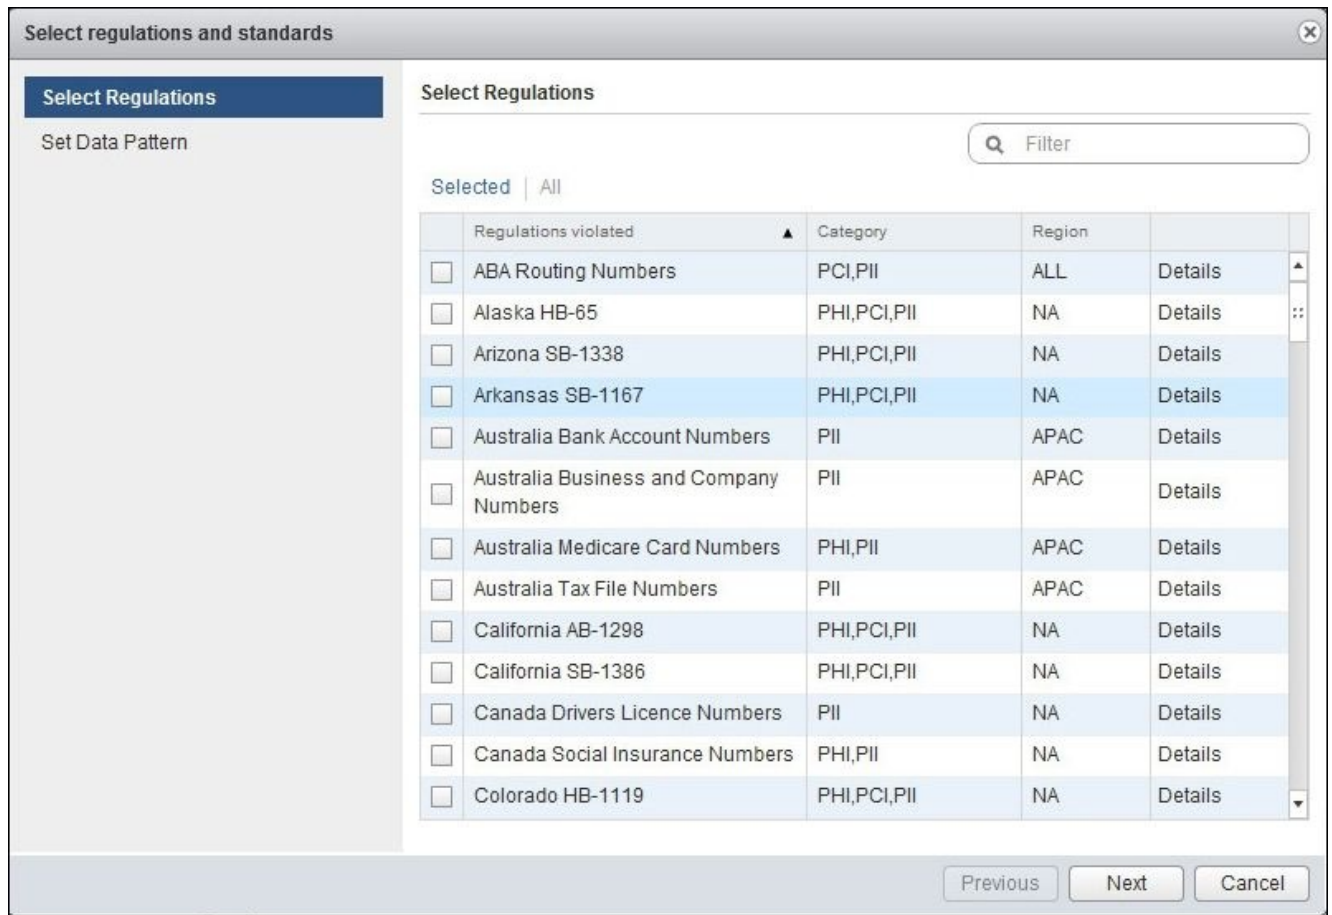 Select regulations and standards
Select Regulations
Set Data Pattern
Select Regulations
Filter
Selected | All
Regulations violated ▲ Category Region
ABA Routing Numbers PCI,PII ALL Details
Alaska HB-65 PHI,PCI,PII NA Details
Arizona SB-1338 PHI,PCI,PII NA Details
Arkansas SB-1167 PHI,PCI,PII NA Details
Australia Bank Account Numbers PII APAC Details
Australia Business and Company PII APAC Details
Numbers
Australia Medicare Card Numbers PHI,PII APAC Details
Australia Tax File Numbers PII APAC Details
California AB-1298 PHI,PCI,PII NA Details
California SB-1386 PHI,PCI,PII NA Details
Canada Drivers Licence Numbers PII NA Details
Canada Social Insurance Numbers PHI,PII NA Details
Colorado HB-1119 PHI,PCI,PII NA Details
Previous Next Cancel